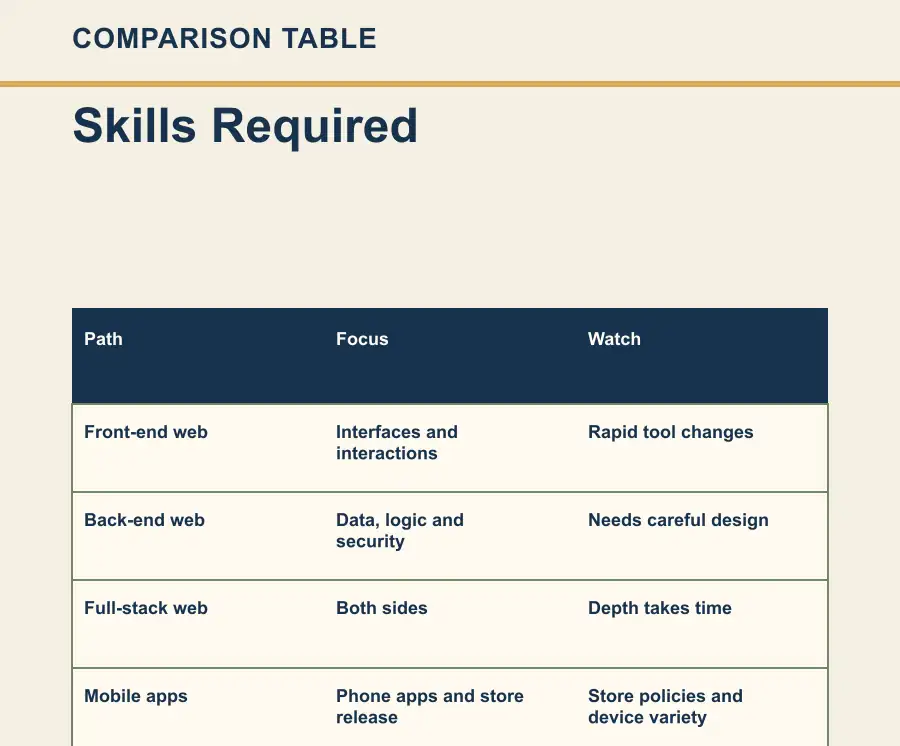 COMPARISON TABLE
Skills Required
Path Focus Watch
Front-end web Interfaces and Rapid tool changes
interactions
Back-end web Data, logic and Needs careful design
security
Full-stack web Both sides Depth takes time
Mobile apps Phone apps and store Store policies and
release device variety